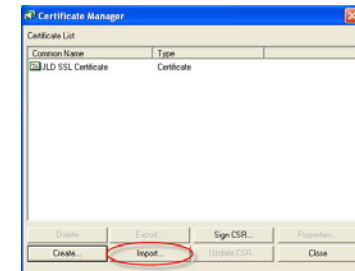 Certificate Manager
Certificate List
Common Name Type
JLD SSL Certificate Certificate
Delete Export... Sign CSR... Properties...
Create... Import... Update CSR... Close